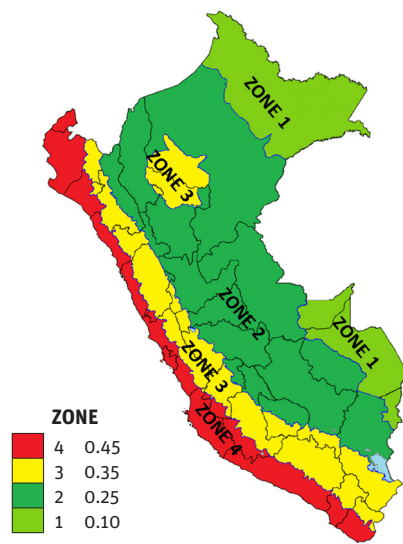 ZONE 1
ZONE 3
ZONE 2
ZONE 1
ZONE 3
ZONE 4
ZONE
4 0.45
3 0.35
2 0.25
1 0.10